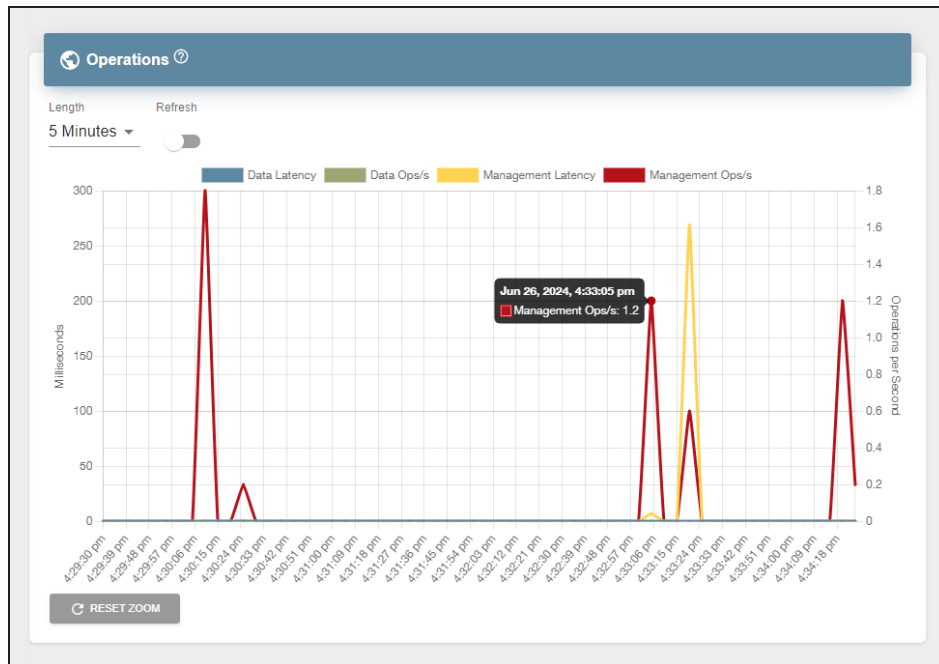 Operations
Length
Refresh
5 Minutes
Data Latency
Data Ops/s
Management Latency
Management Ops/s
300
250
200
150
100
50
0
Milliseconds
Jun 26, 2024, 4:33:05 pm
Management Ops/s: 1.2
1.8
1.6
1.4
1.2
1.0
0.8
0.6
0.4
0.2
0
Operations per Second
4:29:30 pm
4:29:39 pm
4:29:48 pm
4:29:57 pm
4:30:06 pm
4:30:15 pm
4:30:24 pm
4:30:33 pm
4:30:42 pm
4:30:51 pm
4:31:00 pm
4:31:09 pm
4:31:18 pm
4:31:27 pm
4:31:36 pm
4:31:45 pm
4:31:54 pm
4:32:03 pm
4:32:12 pm
4:32:21 pm
4:32:30 pm
4:32:39 pm
4:32:48 pm
4:32:57 pm
4:33:06 pm
4:33:15 pm
4:33:24 pm
4:33:33 pm
4:33:42 pm
4:33:51 pm
4:34:00 pm
4:34:09 pm
4:34:18 pm
RESET ZOOM